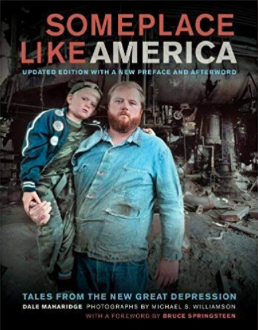 SOMEPLACE
LIKE AMERICA
UPDATED EDITION WITH A NEW PREFACE AND AFTERWORD
TALES FROM THE NEW GREAT DEPRESSION
DALE MAHARIDGE PHOTOGRAPHS BY MICHAEL S. WILLIAMSON
WITH A FOREWORD BY BRUCE SPRINGSTEEN